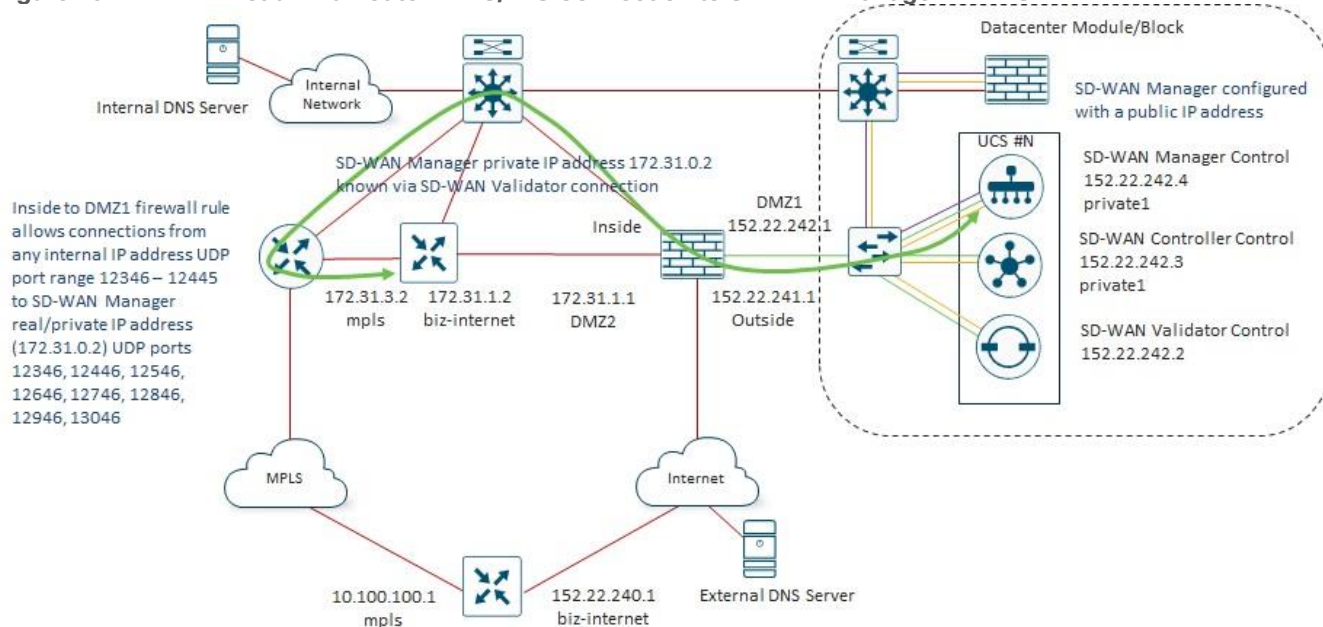 Datacenter Module/Block
Internal DNS Server
Internal
Network
SD-WAN Manager configured
with a public IP address
UCS #N
SD-WAN Manager Control
152.22.242.4
private1
SD-WAN Manager private IP address 172.31.0.2
known via SD-WAN Validator connection
Inside to DMZ1 firewall rule
allows connections from
any internal IP address UDP
port range 12346 – 12445
to SD-WAN Manager
real/private IP address
(172.31.0.2) UDP ports
12346, 12446, 12546,
12646, 12746, 12846,
12946, 13046
Inside
DMZ1
152.22.242.1
SD-WAN Controller Control
152.22.242.3
private1
172.31.3.2
mpls
172.31.1.2
biz-internet
172.31.1.1
DMZ2
152.22.241.1
Outside
SD-WAN Validator Control
152.22.242.2
MPLS
Internet
10.100.100.1
mpls
152.22.240.1
biz-internet
External DNS Server